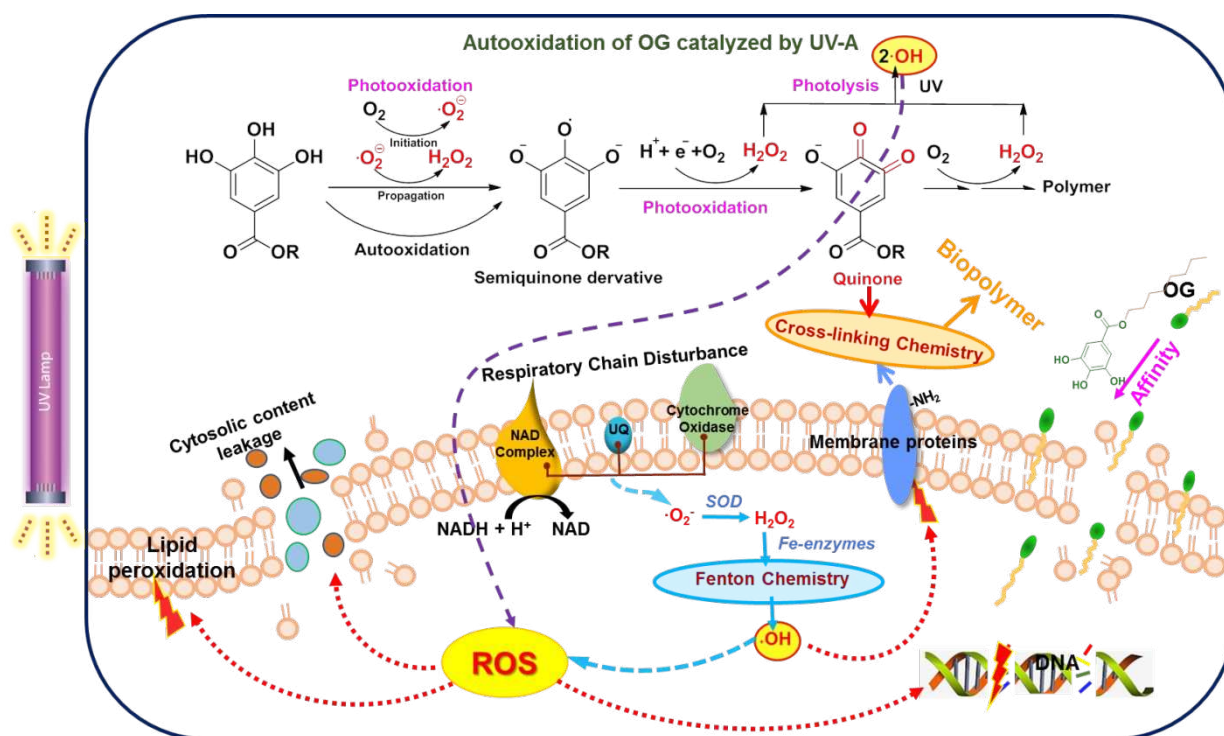 Autooxidation of OG catalyzed by UV-A
2·OH
Photooxidation
Photolysis
UV
O2
·O2⊖
Initiation
·O2⊖
H2O2
Propagation
Autooxidation
OH
HO
OH
O
OR
O·
O⁻
O⁻
O
OR
Semiquinone dervative
H⁺+ e⁻+O2
H2O2
Photooxidation
O
O⁻
O
O
OR
Quinone
O2
H2O2
Polymer
UV Lamp
Biopolymer
Cross-linking Chemistry
OG
O
O
HO
HO
OH
Affinity
Respiratory Chain Disturbance
Cytosolic content
leakage
NAD
Complex
UQ
Cytochrome
Oxidase
-NH2
Membrane proteins
NADH + H⁺
NAD
·O2⁻
SOD
H2O2
Fe-enzymes
Fenton Chemistry
·OH
Lipid
peroxidation
ROS
DNA